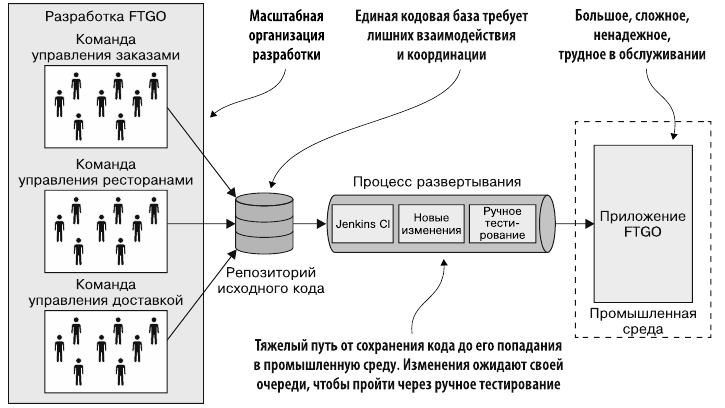 Разработка FTGO
Команда
управления заказами
Команда
управления ресторанами
Команда
управления доставкой
Масштабная
организация
разработки
Единая кодовая база требует
лишних взаимодействия
и координации
Большое, сложное,
ненадежное,
трудное в обслуживании
Репозиторий
исходного кода
Процесс развертывания
Jenkins CI
Новые
изменения
Ручное
тести-
рование
Приложение
FTGO
Промышленная
среда
Тяжелый путь от сохранения кода до его попадания
в промышленную среду. Изменения ожидают своей
очереди, чтобы пройти через ручное тестирование